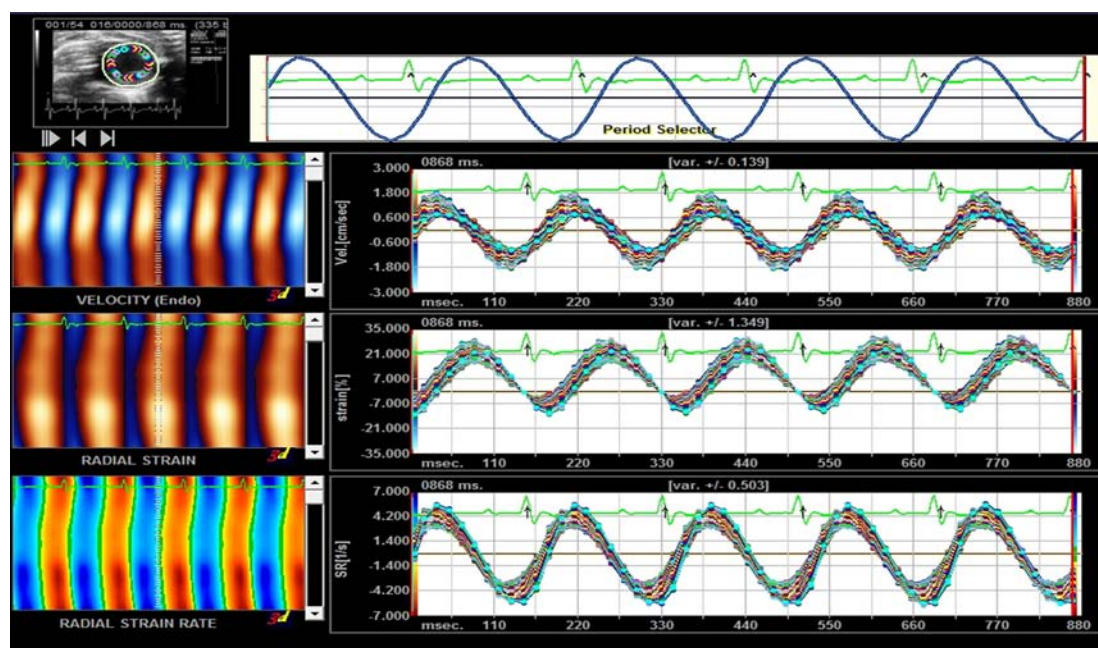 001/54 016/0000/868 ms. (335 b
Period Selector
0868 ms. [var. +/- 0.139]
3.000
1.800
0.600
-0.600
-1.800
-3.000
Vel.[cm/sec]
msec. 110 220 330 440 550 660 770 880
VELOCITY (Endo) 3d
0868 ms. [var. +/- 1.349]
35.000
21.000
7.000
-7.000
-21.000
-35.000
strain[%]
msec. 110 220 330 440 550 660 770 880
RADIAL STRAIN 3d
0868 ms. [var. +/- 0.503]
7.000
4.200
1.400
-1.400
-4.200
-7.000
SR[1/s]
msec. 110 220 330 440 550 660 770 880
RADIAL STRAIN RATE 3d